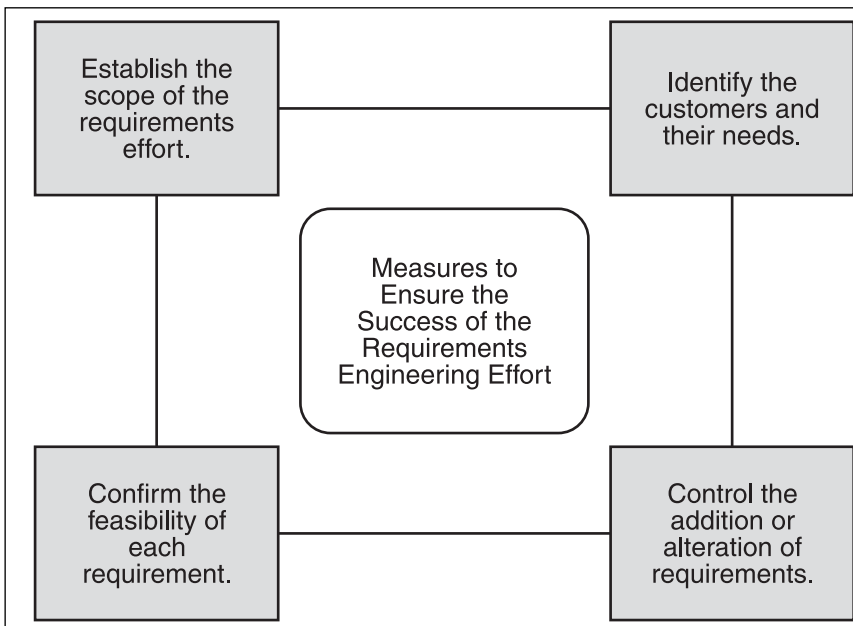 Establish the
scope of the
requirements
effort.
Identify the
customers and
their needs.
Measures to
Ensure the
Success of the
Requirements
Engineering Effort
Confirm the
feasibility of
each
requirement.
Control the
addition or
alteration of
requirements.